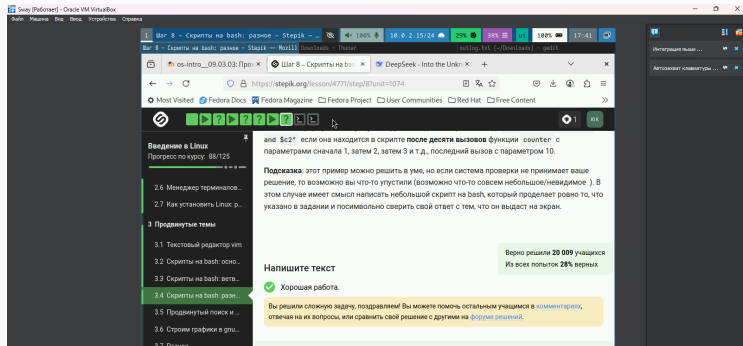 Sway [Работает] - Oracle VM VirtualBox
Файл Машина Вид Ввод Устройства Справка
1 Шаг 8 – Скрипты на bash: разное – Stepik – … 100% 10.0.2.15/24 29% 38% 100% 17:41
Шаг 8 – Скрипты на bash: разное – Stepik — Mozill Downloads - Thunar outlog.txt (~/Downloads) - gedit
os-intro__09.03.03: Прос Шаг 8 – Скрипты на bas DeepSeek - Into the Unkn
https://stepik.org/lesson/4771/step/8?unit=1074
Most Visited Fedora Docs Fedora Magazine Fedora Project User Communities Red Hat Free Content
1
Введение в Linux
Прогресс по курсу: 88/125
2.6 Менеджер терминалов...
2.7 Как установить Linux: р...
3 Продвинутые темы
3.1 Текстовый редактор vim
3.2 Скрипты на bash: осно...
3.3 Скрипты на bash: ветв...
3.4 Скрипты на bash: разн...
3.5 Продвинутый поиск и ...
3.6 Строим графики в gnu...
and $c2" если она находится в скрипте после десяти вызовов функции counter с
параметрами сначала 1, затем 2, затем 3 и т.д., последний вызов с параметром 10.
Подсказка: этот пример можно решить в уме, но если система проверки не принимает ваше
решение, то возможно вы что-то упустили (возможно что-то совсем небольшое/невидимое ). В
этом случае имеет смысл написать небольшой скрипт на bash, который проделает ровно то, что
указано в задании и посимвольно сверить свой ответ с тем, что он выдаст на экран.
Верно решили 20 009 учащихся
Из всех попыток 28% верных
Напишите текст
Хорошая работа.
Вы решили сложную задачу, поздравляем! Вы можете помочь остальным учащимся в комментариях,
отвечая на их вопросы, или сравнить своё решение с другими на форуме решений.
Интеграция мыши ...
Автозахват клавиатуры ...